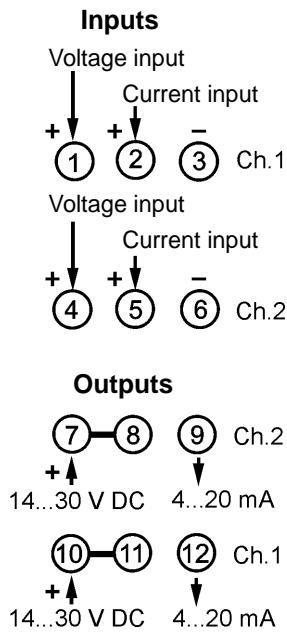 Inputs
Voltage input
Current input
+ + –
1 2 3 Ch.1
Voltage input
Current input
+ + –
4 5 6 Ch.2
Outputs
7 8 9 Ch.2
+
14...30 V DC 4...20 mA
10 11 12 Ch.1
+
14...30 V DC 4...20 mA